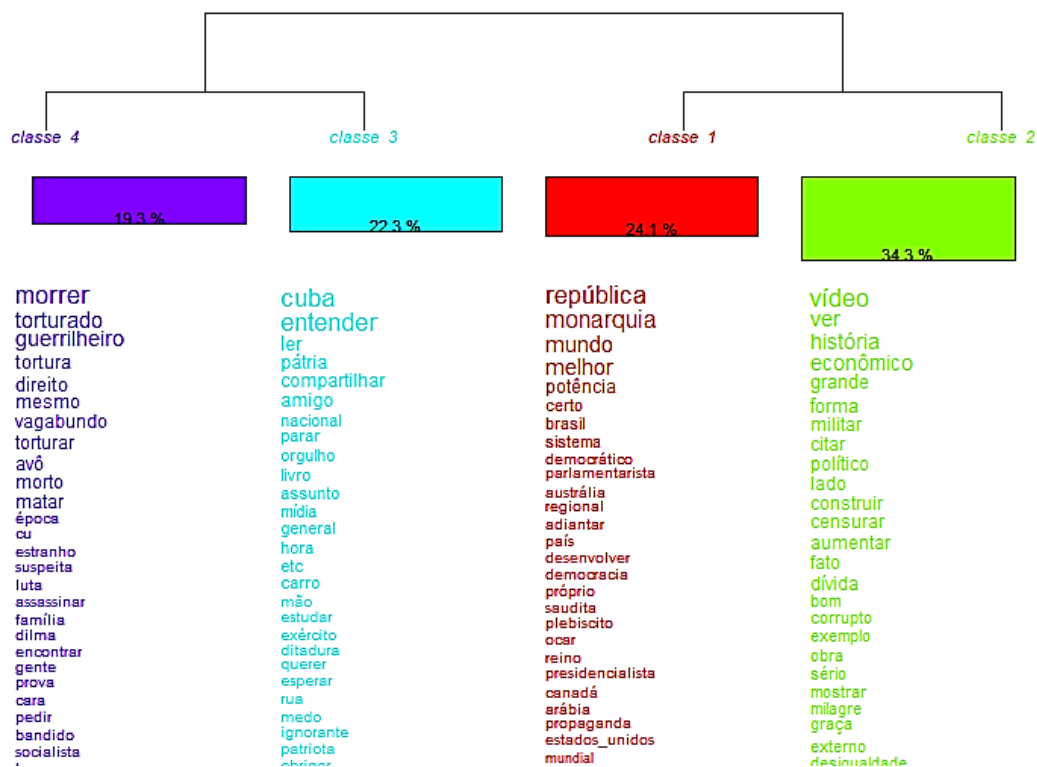 classe 4
classe 3
classe 1
classe 2
19.3 %
22.3 %
24.1 %
34.3 %
morrer
torturado
guerrilheiro
tortura
direito
mesmo
vagabundo
torturar
avô
morto
matar
época
cu
estranho
suspeita
luta
assassinar
família
dilma
encontrar
gente
prova
cara
pedir
bandido
socialista
cuba
entender
ler
pátria
compartilhar
amigo
nacional
parar
orgulho
livro
assunto
mídia
general
hora
etc
carro
mão
estudar
exército
ditadura
querer
esperar
rua
medo
ignorante
patriota
obrigar
república
monarquia
mundo
melhor
potência
certo
brasil
sistema
democrático
parlamentarista
austrália
regional
adiantar
país
desenvolver
democracia
próprio
saudita
plebiscito
ocar
reino
presidencialista
canadá
arábia
propaganda
estados_unidos
mundial
vídeo
ver
história
econômico
grande
forma
militar
citar
político
lado
construir
censurar
aumentar
fato
dívida
bom
corrupto
exemplo
obra
sério
mostrar
milagre
graça
externo
desigualdade